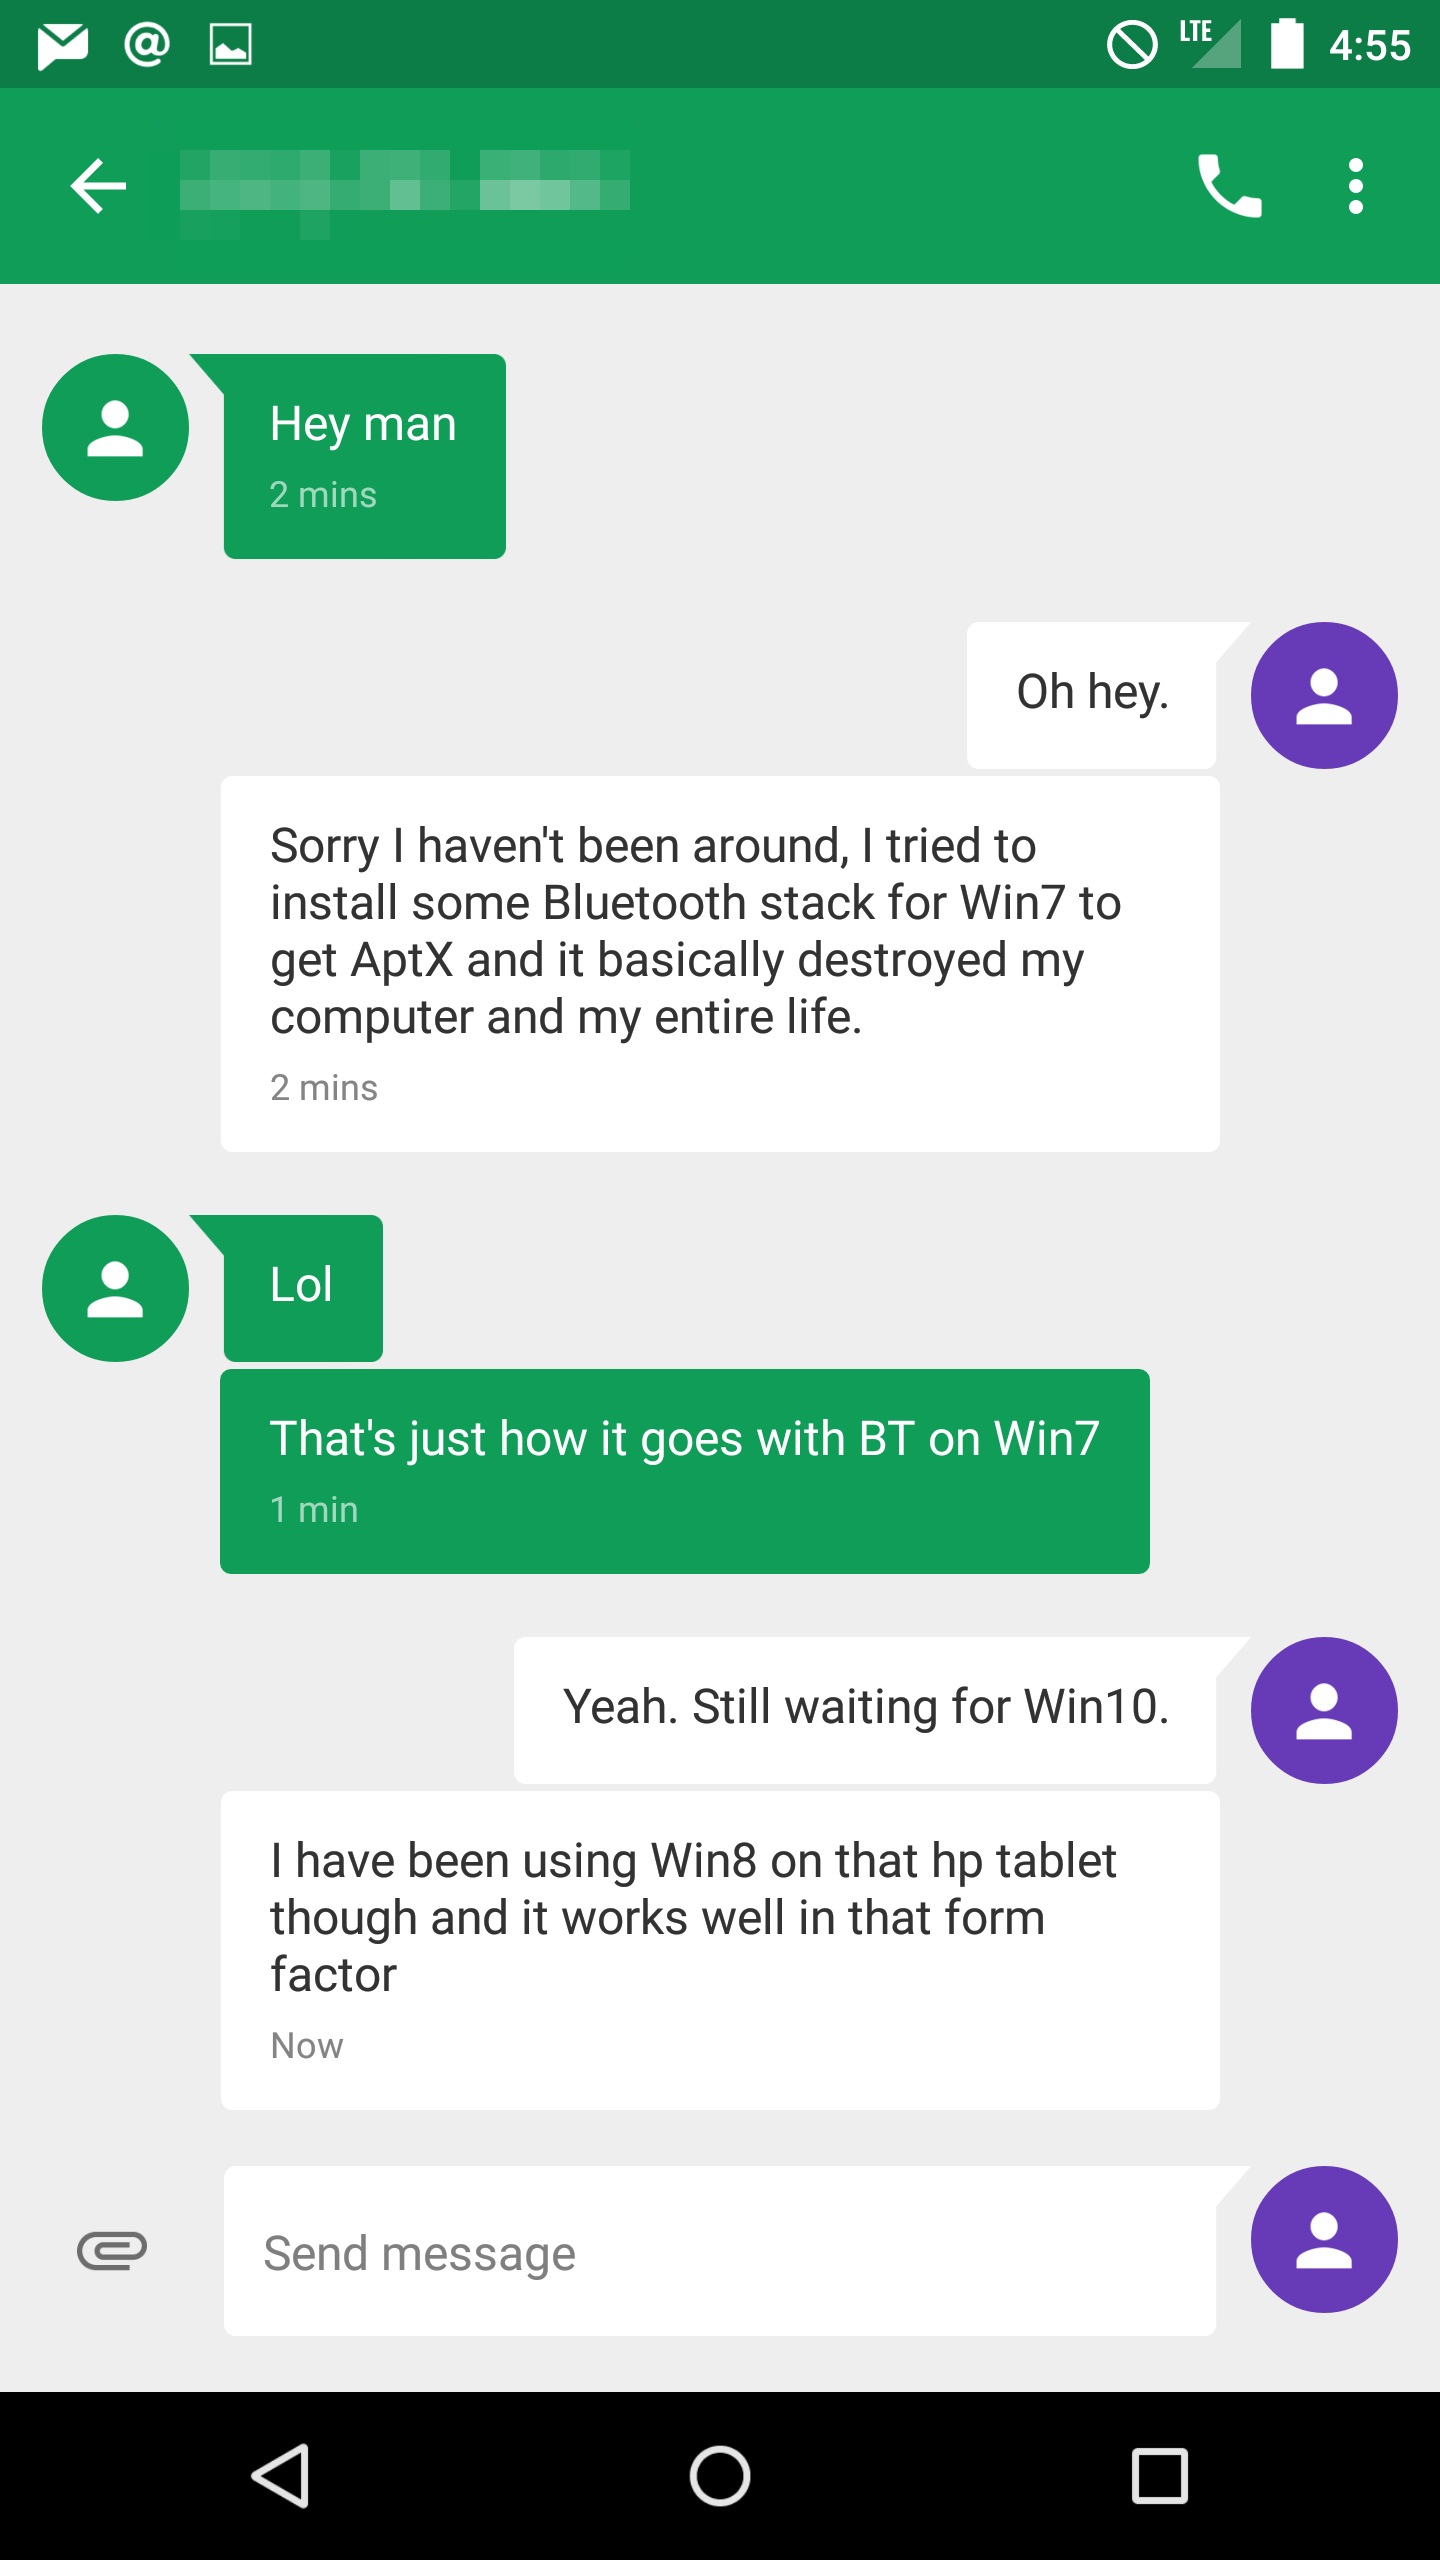 LTE 4:55
Hey man
2 mins
Oh hey.
Sorry I haven't been around, I tried to
install some Bluetooth stack for Win7 to
get AptX and it basically destroyed my
computer and my entire life.
2 mins
Lol
That's just how it goes with BT on Win7
1 min
Yeah. Still waiting for Win10.
I have been using Win8 on that hp tablet
though and it works well in that form
factor
Now
Send message